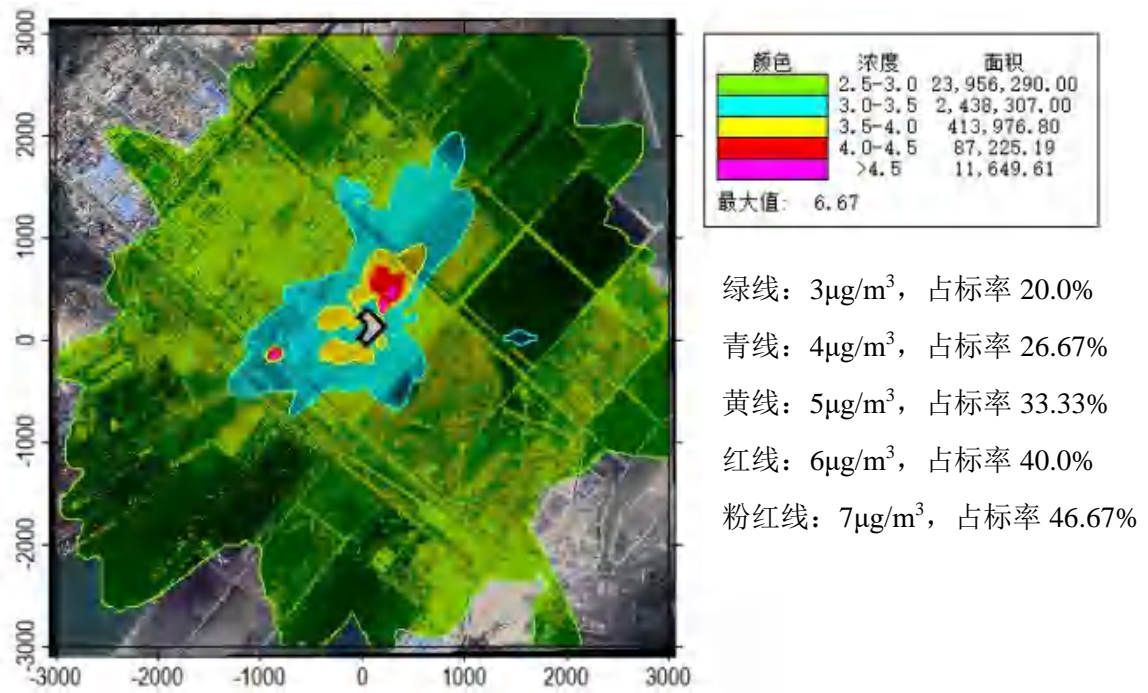 3000
2000
1000
0
-1000
-2000
-3000
-3000 -2000 -1000 0 1000 2000 3000
颜色 浓度 面积
2.5-3.0 23,956,290.00
3.0-3.5 2,438,307.00
3.5-4.0 413,976.80
4.0-4.5 87,225.19
>4.5 11,649.61
最大值: 6.67
绿线：3μg/m³，占标率 20.0%
青线：4μg/m³，占标率 26.67%
黄线：5μg/m³，占标率 33.33%
红线：6μg/m³，占标率 40.0%
粉红线：7μg/m³，占标率 46.67%